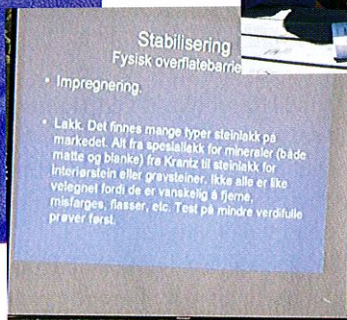 Stabilisering
Fysisk overflatebarrie
• Impregnering.
• Lakk. Det finnes mange typer steinlakk på
markedet. Alt fra spesiallakk for mineraler (både
matte og blanke) fra Krantz til steinlakk for
interiørstein eller gravsteiner. Ikke alle er like
velegnet fordi de er vanskelig å fjerne,
misfarges, flasser, etc. Test på mindre verdifulle
prøver først.